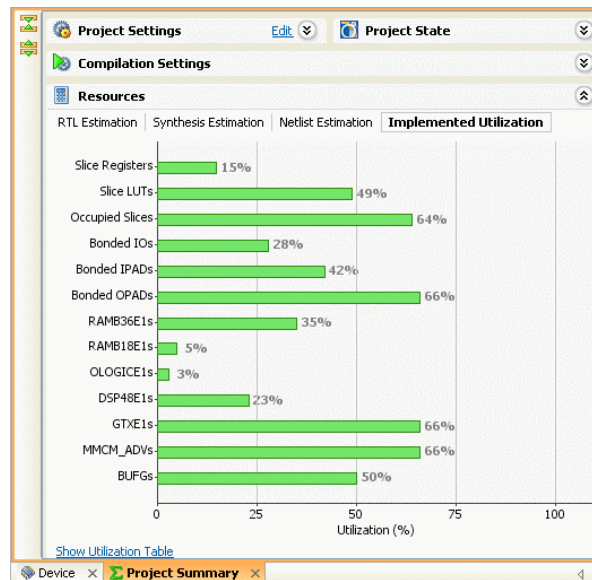 Project Settings Edit Project State
Compilation Settings
Resources
RTL Estimation Synthesis Estimation Netlist Estimation Implemented Utilization
Slice Registers 15%
Slice LUTs 49%
Occupied Slices 64%
Bonded IOs 28%
Bonded IPADs 42%
Bonded OPADs 66%
RAMB36E1s 35%
RAMB18E1s 5%
OLOGICE1s 3%
DSP48E1s 23%
GTXE1s 66%
MMCM_ADVs 66%
BUFGs 50%
0 25 50 75 100
Utilization (%)
Show Utilization Table
Device Project Summary